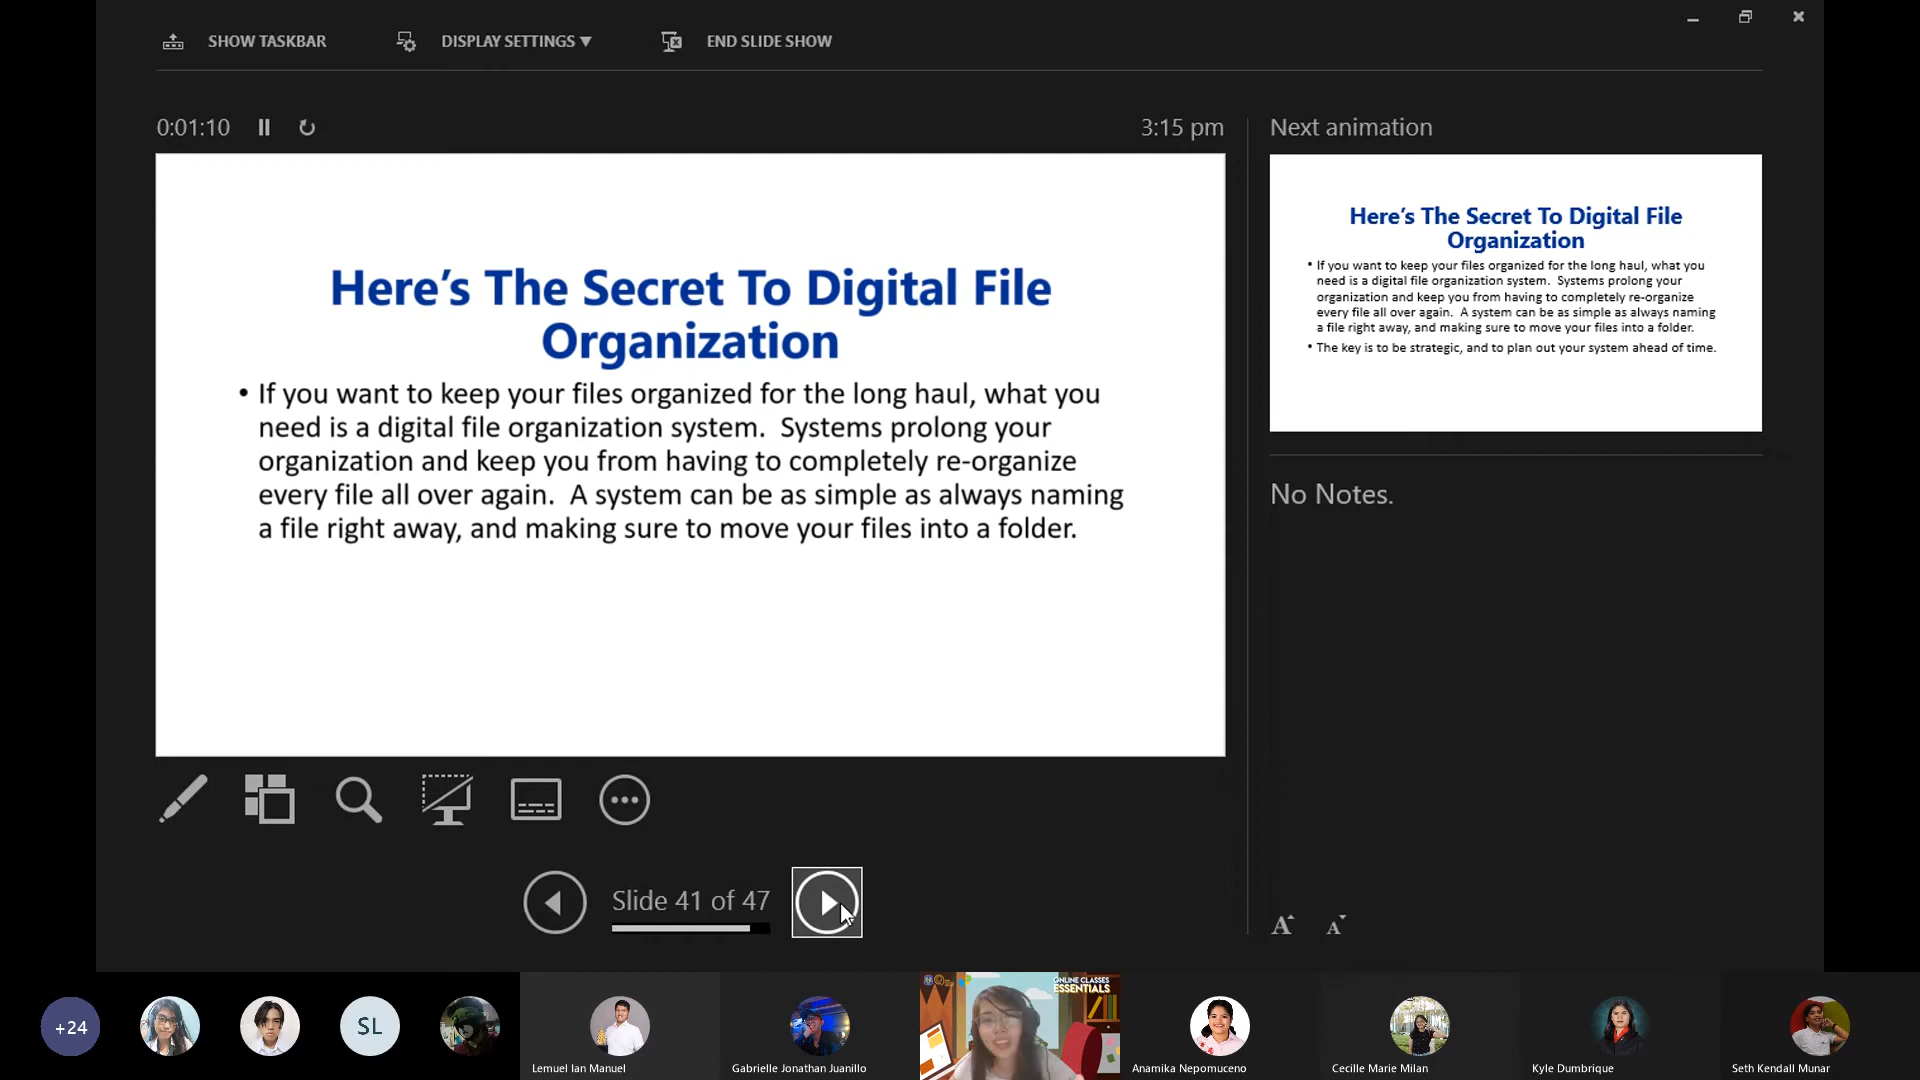 SHOW TASKBAR
DISPLAY SETTINGS ▼
END SLIDE SHOW
0:01:10
3:15 pm
Next animation
Here’s The Secret To Digital File
Organization
• If you want to keep your files organized for the long haul, what you
need is a digital file organization system.  Systems prolong your
organization and keep you from having to completely re-organize
every file all over again.  A system can be as simple as always naming
a file right away, and making sure to move your files into a folder.
Here’s The Secret To Digital File
Organization
• If you want to keep your files organized for the long haul, what you
need is a digital file organization system.  Systems prolong your
organization and keep you from having to completely re-organize
every file all over again.  A system can be as simple as always naming
a file right away, and making sure to move your files into a folder.
• The key is to be strategic, and to plan out your system ahead of time.
No Notes.
Slide 41 of 47
A
A
+24
SL
Lemuel Ian Manuel
Gabrielle Jonathan Juanillo
ONLINE CLASSES
ESSENTIALS
Anamika Nepomuceno
Cecille Marie Milan
Kyle Dumbrique
Seth Kendall Munar